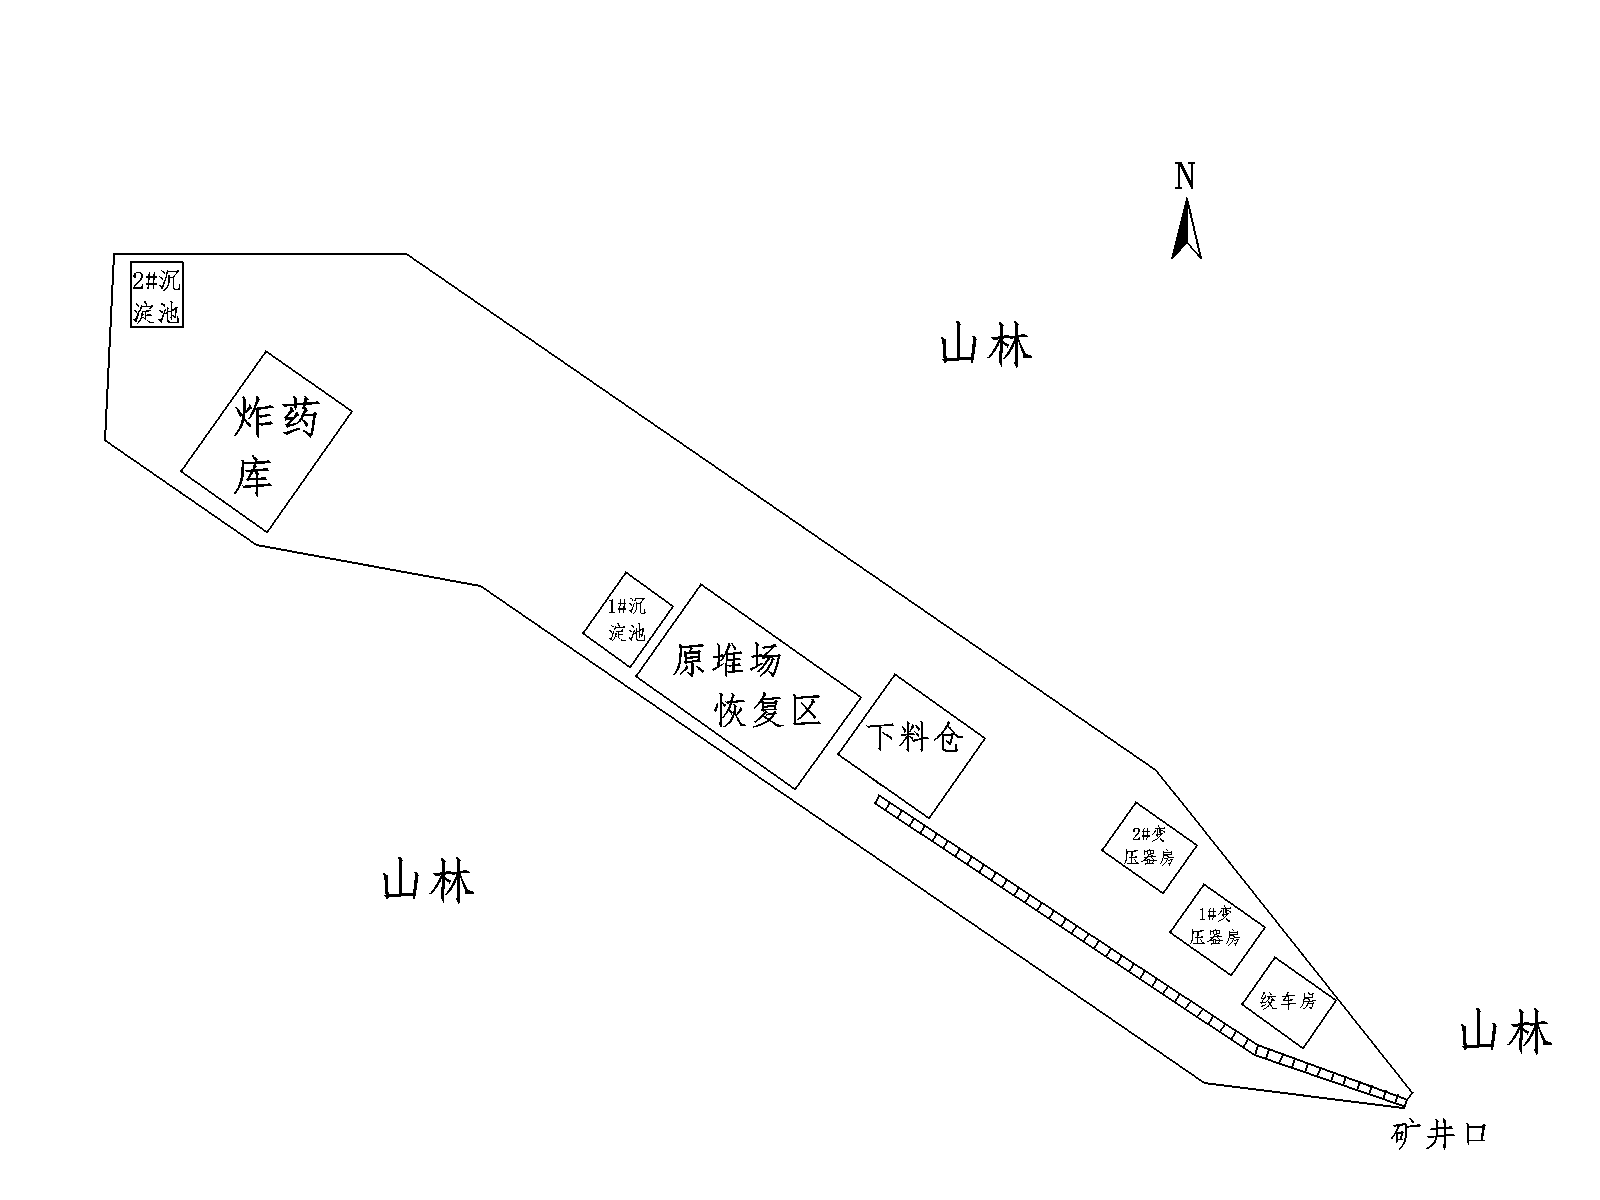 N
2#沉
淀池
山林
炸药
库
1#沉
淀池
原堆场
恢复区
下料仓
2#变
压器房
山林
1#变
压器房
绞车房
山林
矿井口